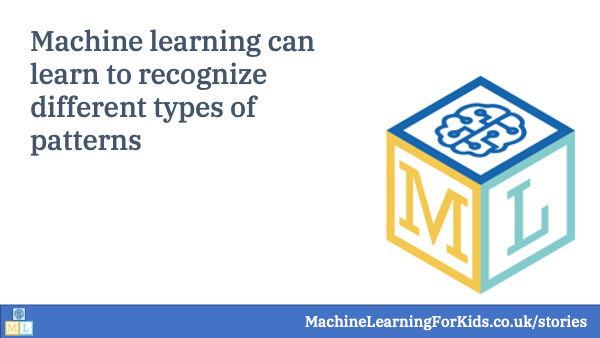 Machine learning can
learn to recognize
different types of
patterns
M L
M L
MachineLearningForKids.co.uk/stories